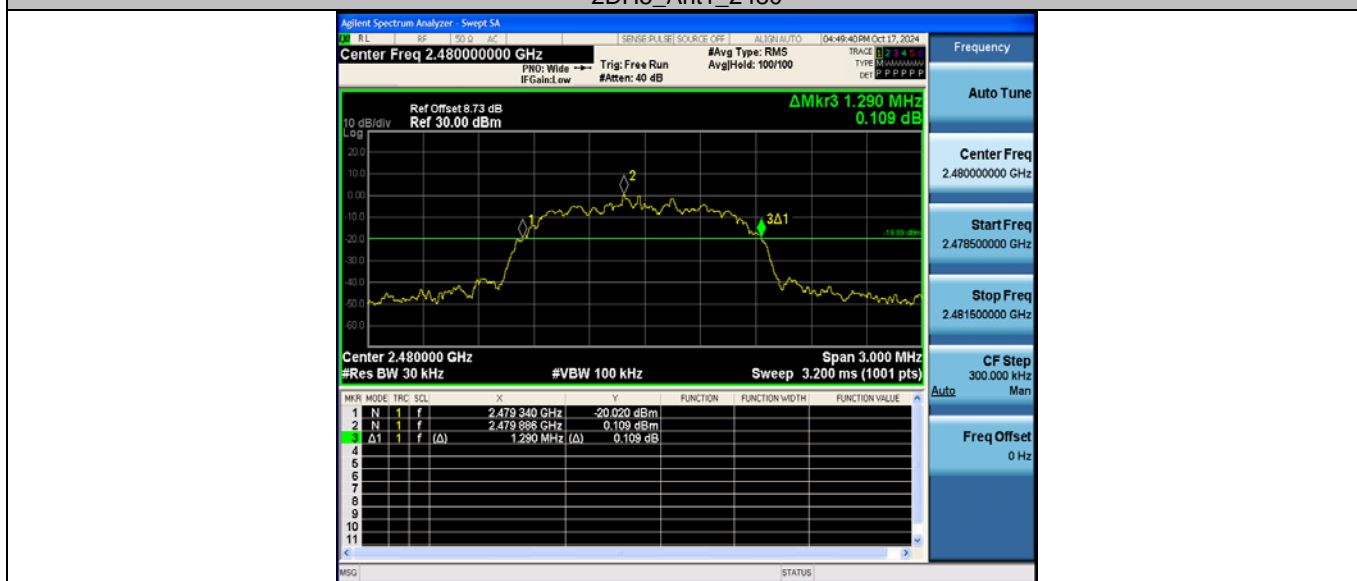 Agilent Spectrum Analyzer - Swept SA
RL RF 50 Ω AC SENSE:PULSE SOURCE OFF ALIGN AUTO 04:49:40 PM Oct 17, 2024
Center Freq 2.480000000 GHz
PNO: Wide
IFGain:Low
Trig: Free Run
#Atten: 40 dB
#Avg Type: RMS
Avg|Hold: 100/100
TRACE 1 2 3 4 5 6
TYPE M
DET P P P P P P
ΔMkr3 1.290 MHz
0.109 dB
Ref Offset 8.73 dB
10 dB/div Ref 30.00 dBm
Log
20.0
10.0
0.00
-10.0
-20.0
-30.0
-40.0
-50.0
-60.0
1
2
3Δ1
Center 2.480000 GHz Span 3.000 MHz
#Res BW 30 kHz #VBW 100 kHz Sweep 3.200 ms (1001 pts)
MKR MODE TRC SCL X Y FUNCTION FUNCTION WIDTH FUNCTION VALUE
1 N 1 f 2.479 340 GHz -20.020 dBm
2 N 1 f 2.479 886 GHz 0.109 dBm
3 Δ1 1 f (Δ) 1.290 MHz (Δ) 0.109 dB
4
5
6
7
8
9
10
11
MSG STATUS
Frequency
Auto Tune
Center Freq
2.480000000 GHz
Start Freq
2.478500000 GHz
Stop Freq
2.481500000 GHz
CF Step
300.000 kHz
Auto Man
Freq Offset
0 Hz